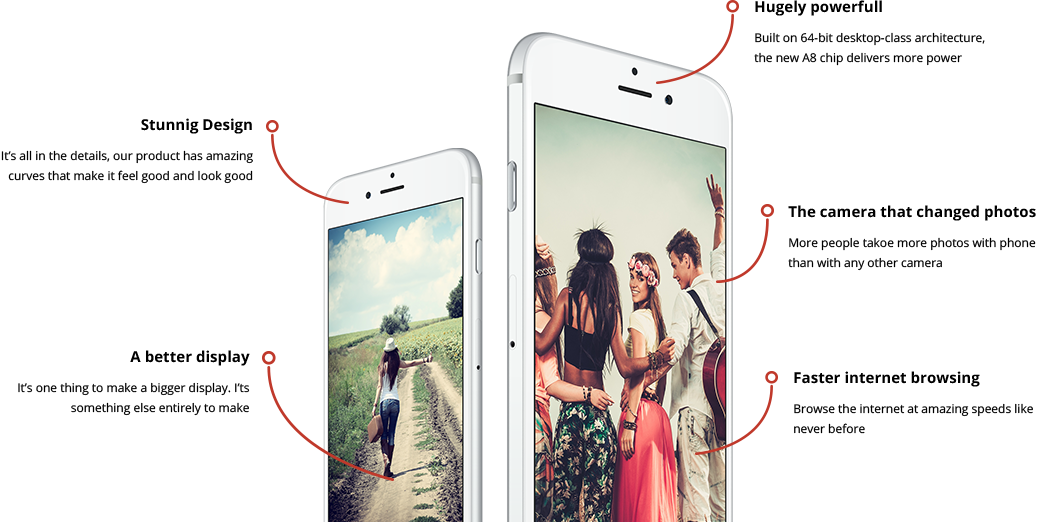 Hugely powerfull
Built on 64-bit desktop-class architecture,
the new A8 chip delivers more power
Stunnig Design
It's all in the details, our product has amazing
curves that make it feel good and look good
The camera that changed photos
More people takoe more photos with phone
than with any other camera
A better display
It's one thing to make a bigger display. I'ts
something else entirely to make
Faster internet browsing
Browse the internet at amazing speeds like
never before